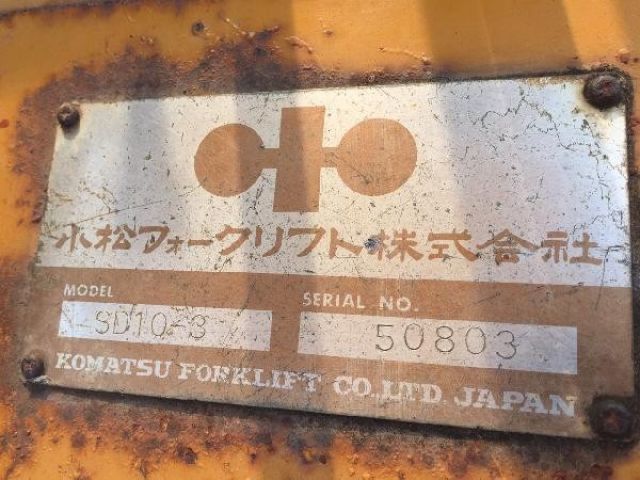 小松フォークリフト株式会社
MODEL SERIAL NO.
SD10-3 50803
KOMATSU FORKLIFT CO.,LTD. JAPAN